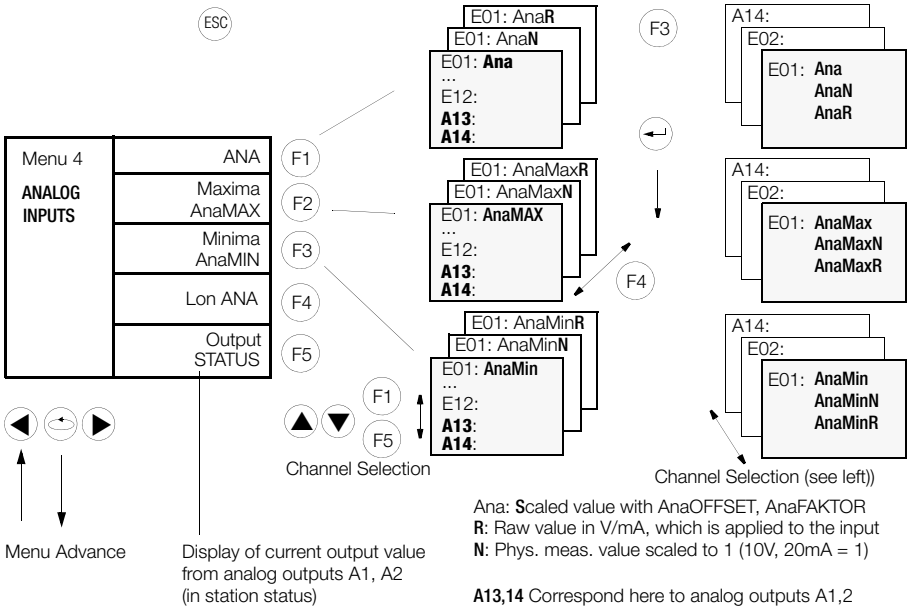 ESC
E01: AnaR
E01: AnaN
E01: Ana
...
E12:
A13:
A14:
F3
A14:
E02:
E01: Ana
AnaN
AnaR
Menu 4
ANALOG
INPUTS
ANA
F1
Maxima
AnaMAX
F2
Minima
AnaMIN
F3
Lon ANA
F4
Output
STATUS
F5
E01: AnaMaxR
E01: AnaMaxN
E01: AnaMAX
...
E12:
A13:
A14:
F4
A14:
E02:
E01: AnaMax
AnaMaxN
AnaMaxR
E01: AnaMinR
E01: AnaMinN
E01: AnaMin
...
E12:
A13:
A14:
A14:
E02:
E01: AnaMin
AnaMinN
AnaMinR
F1
F5
Channel Selection
Channel Selection (see left))
Menu Advance
Display of current output value
from analog outputs A1, A2
(in station status)
Ana: Scaled value with AnaOFFSET, AnaFAKTOR
R: Raw value in V/mA, which is applied to the input
N: Phys. meas. value scaled to 1 (10V, 20mA = 1)
A13,14 Correspond here to analog outputs A1,2